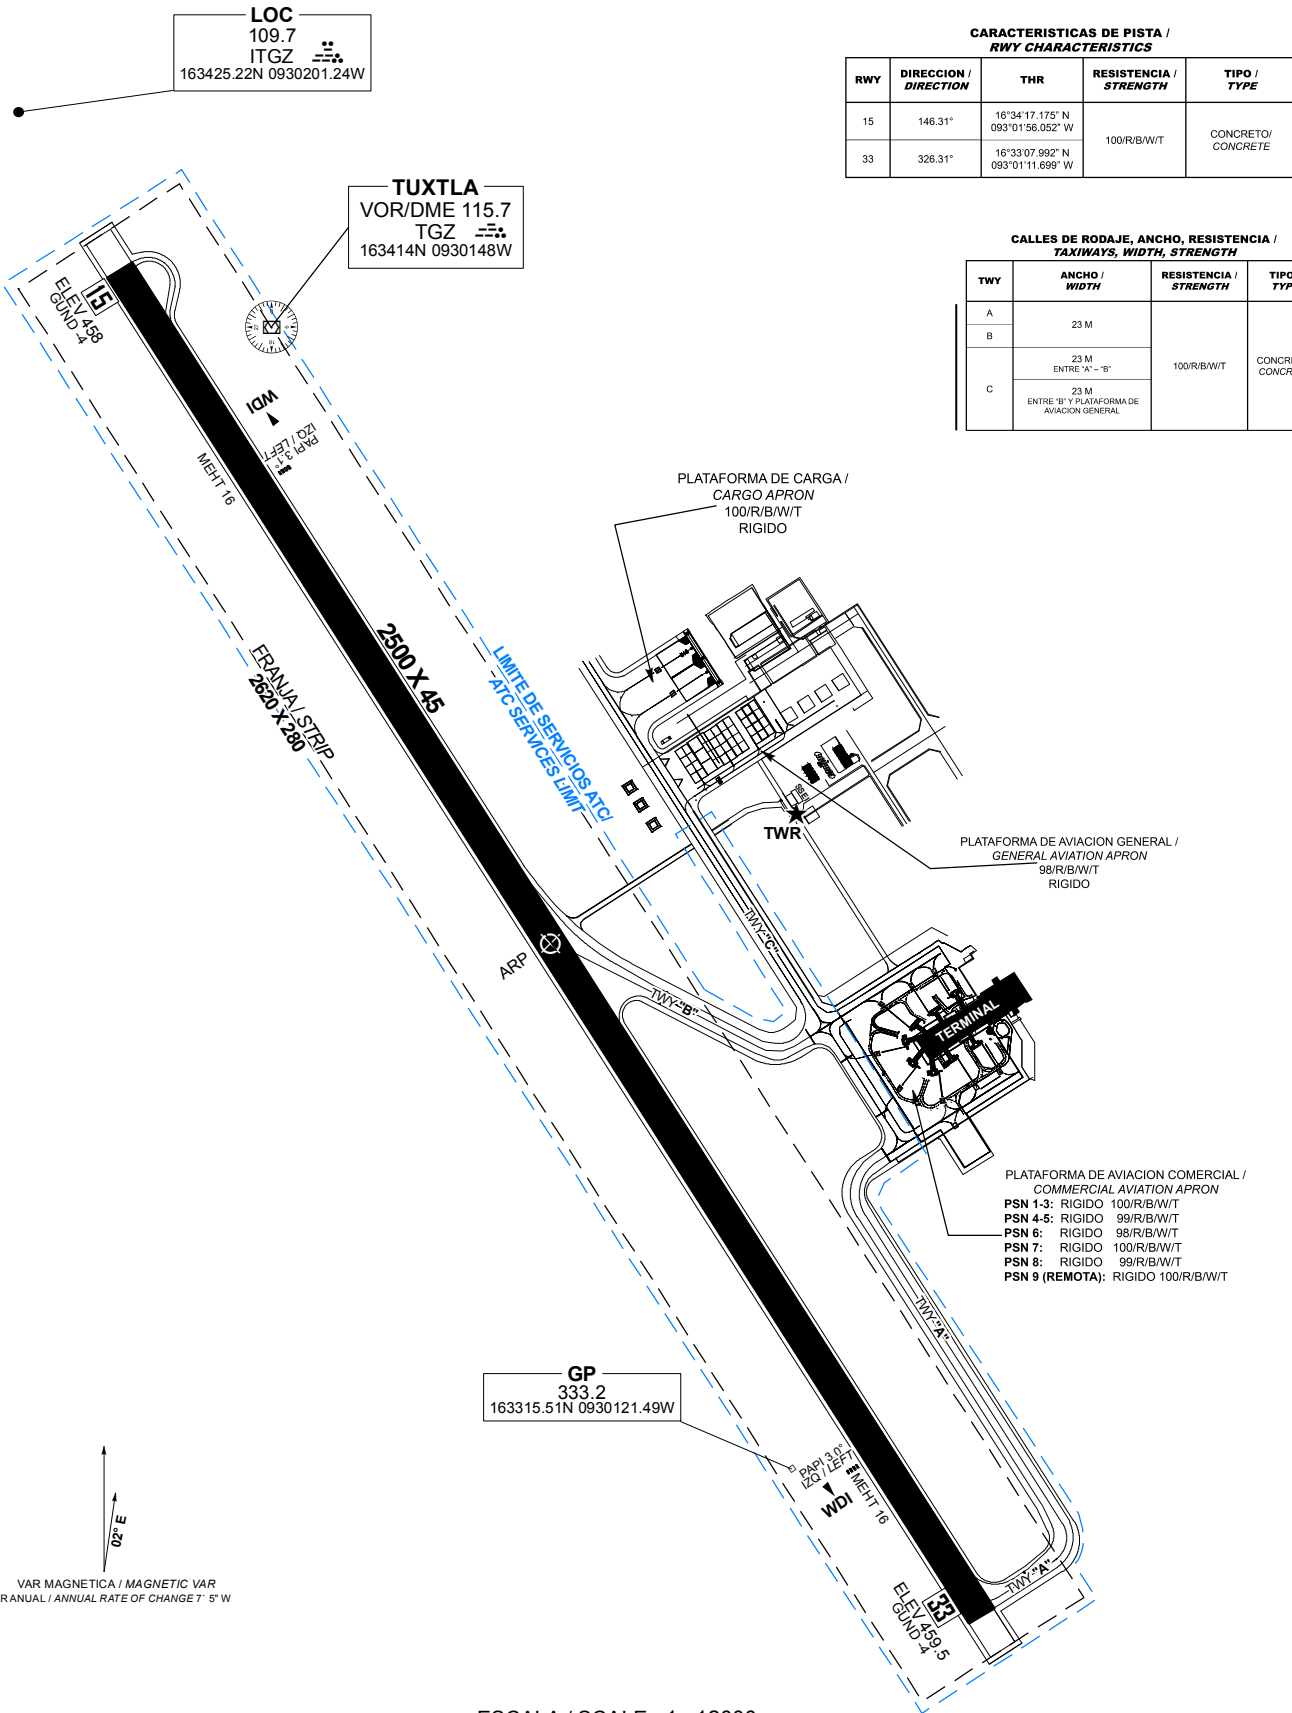 LOC
109.7
ITGZ
163425.22N 0930201.24W
TUXTLA
VOR/DME 115.7
TGZ
163414N 0930148W
CARACTERISTICAS DE PISTA /
RWY CHARACTERISTICS
RWY
DIRECCION /
DIRECTION
THR
RESISTENCIA /
STRENGTH
TIPO /
TYPE
15
146.31°
16°34'17.175" N
093°01'56.052" W
33
326.31°
16°33'07.992" N
093°01'11.699" W
100/R/B/W/T
CONCRETO/
CONCRETE
CALLES DE RODAJE, ANCHO, RESISTENCIA /
TAXIWAYS, WIDTH, STRENGTH
TWY
ANCHO /
WIDTH
RESISTENCIA /
STRENGTH
A
B
23 M
C
23 M
ENTRE "A" – "B"
23 M
ENTRE "B" Y PLATAFORMA DE
AVIACION GENERAL
100/R/B/W/T
15
ELEV 458
GUND -4
WDI
PAPI 3.1°
IZQ / LEFT
MEHT 16
2500 X 45
FRANJA / STRIP
2620 X 280
LIMITE DE SERVICIOS ATC/
ATC SERVICES LIMIT
PLATAFORMA DE CARGA /
CARGO APRON
100/R/B/W/T
RIGIDO
SSEI
TWR
PLATAFORMA DE AVIACION GENERAL /
GENERAL AVIATION APRON
98/R/B/W/T
RIGIDO
ARP
TWY-"C"
TWY-"B"
TERMINAL
PLATAFORMA DE AVIACION COMERCIAL /
COMMERCIAL AVIATION APRON
PSN 1-3: RIGIDO 100/R/B/W/T
PSN 4-5: RIGIDO 99/R/B/W/T
PSN 6: RIGIDO 98/R/B/W/T
PSN 7: RIGIDO 100/R/B/W/T
PSN 8: RIGIDO 99/R/B/W/T
PSN 9 (REMOTA): RIGIDO 100/R/B/W/T
TWY-"A"
GP
333.2
163315.51N 0930121.49W
PAPI 3.0°
IZQ / LEFT
WDI
MEHT 16
TWY-"A"
33
ELEV 459.5
GUND -4
02° E
VAR MAGNETICA / MAGNETIC VAR
R ANUAL / ANNUAL RATE OF CHANGE 7' 5" W